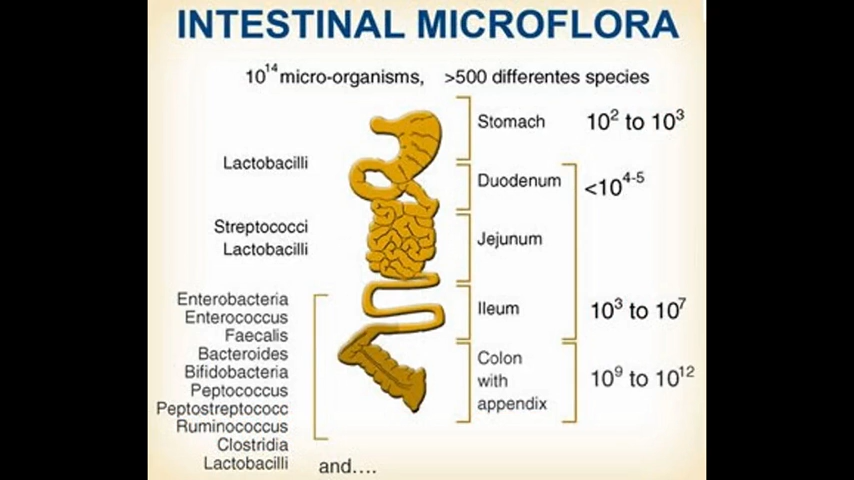 INTESTINAL MICROFLORA
10¹⁴ micro-organisms, >500 differentes species
Stomach 10² to 10³
Lactobacilli
Duodenum <10⁴⁻⁵
Streptococci
Lactobacilli
Jejunum
Enterobacteria
Enterococcus
Faecalis
Bacteroides
Bifidobacteria
Peptococcus
Peptostreptococc
Ruminococcus
Clostridia
Lactobacilli
and....
Ileum 10³ to 10⁷
Colon
with
appendix
10⁹ to 10¹²